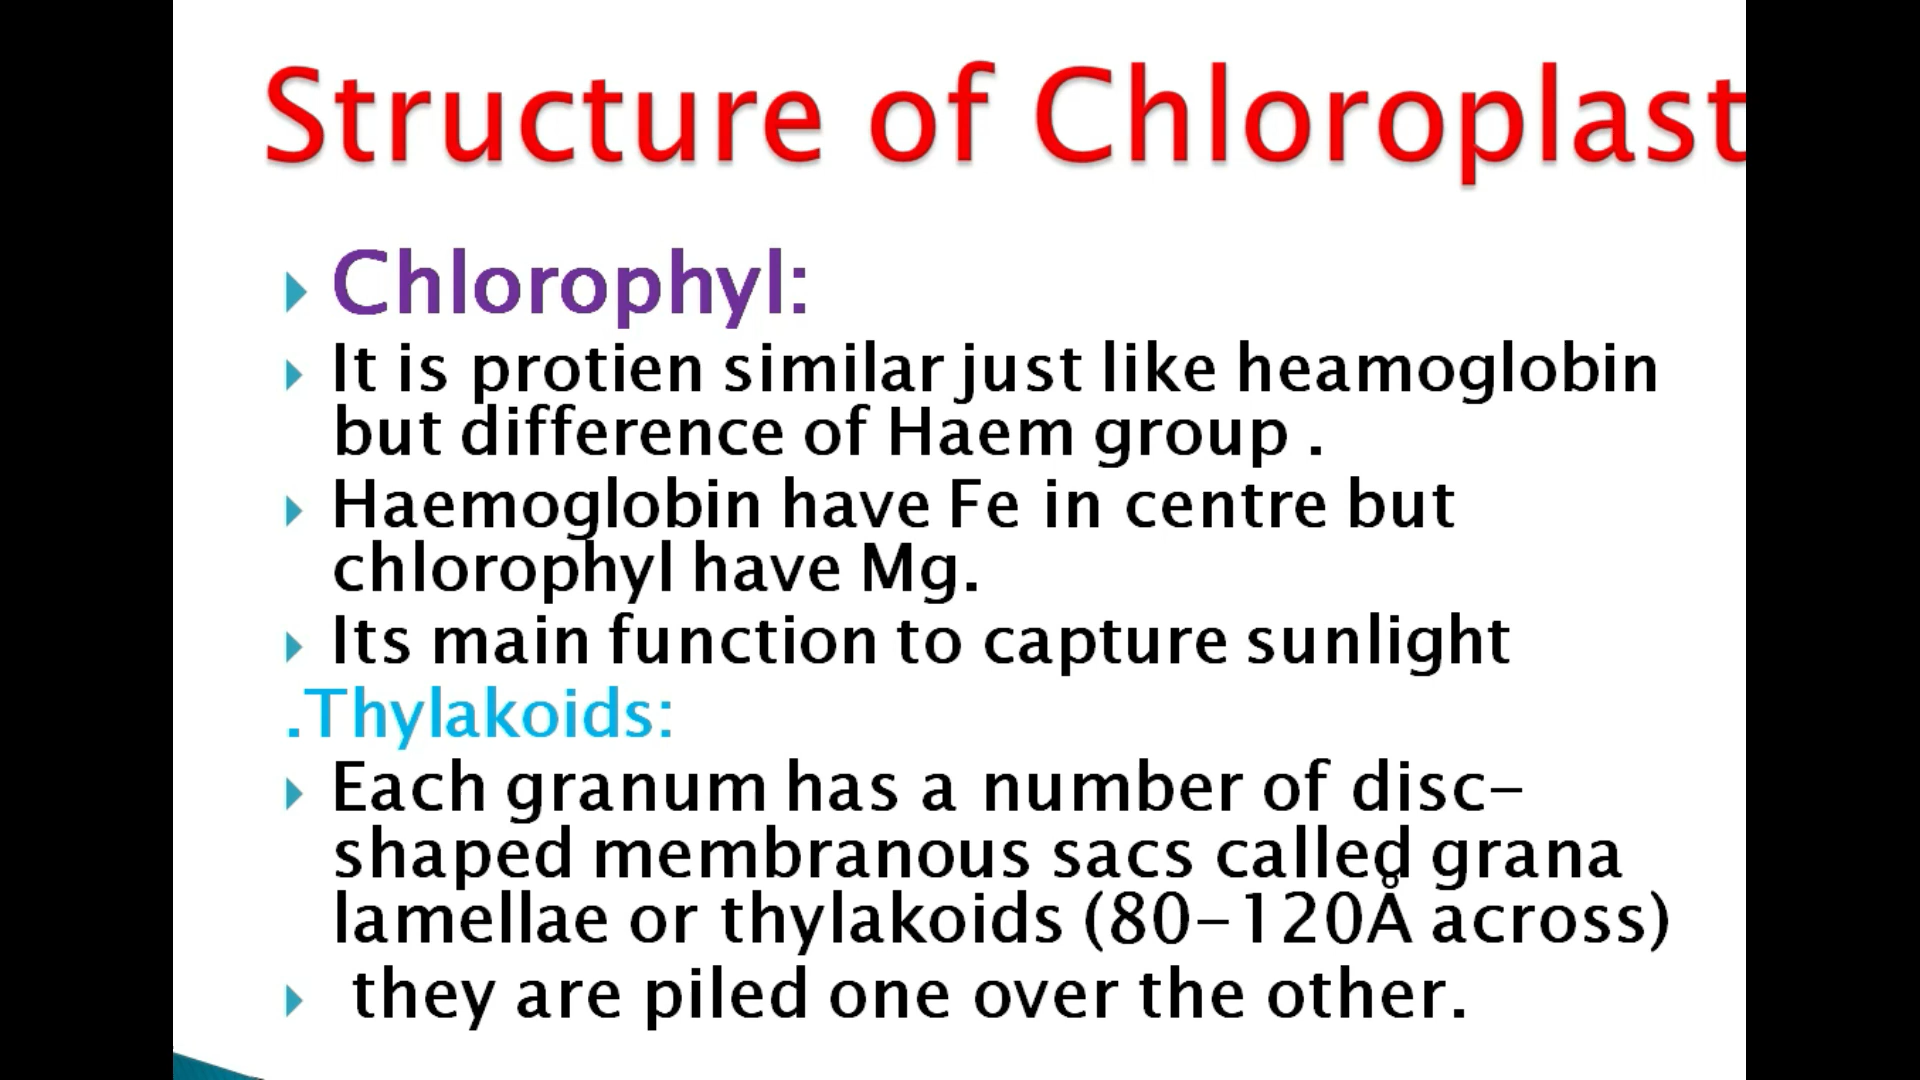 Structure of Chloroplast
Chlorophyl:
It is protien similar just like heamoglobin
but difference of Haem group .
Haemoglobin have Fe in centre but
chlorophyl have Mg.
Its main function to capture sunlight
.Thylakoids:
Each granum has a number of disc-
shaped membranous sacs called grana
lamellae or thylakoids (80-120Å across)
they are piled one over the other.